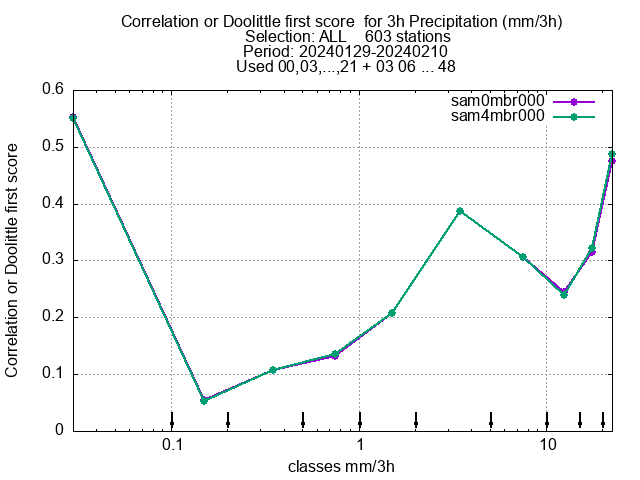 Correlation or Doolittle first score  for 3h Precipitation (mm/3h)
Selection: ALL    603 stations
Period: 20240129-20240210
Used 00,03,...,21 + 03 06 ... 48
sam0mbr000
sam4mbr000
0.6
0.5
0.4
0.3
0.2
0.1
0
Correlation or Doolittle first score
0.1
1
10
classes mm/3h